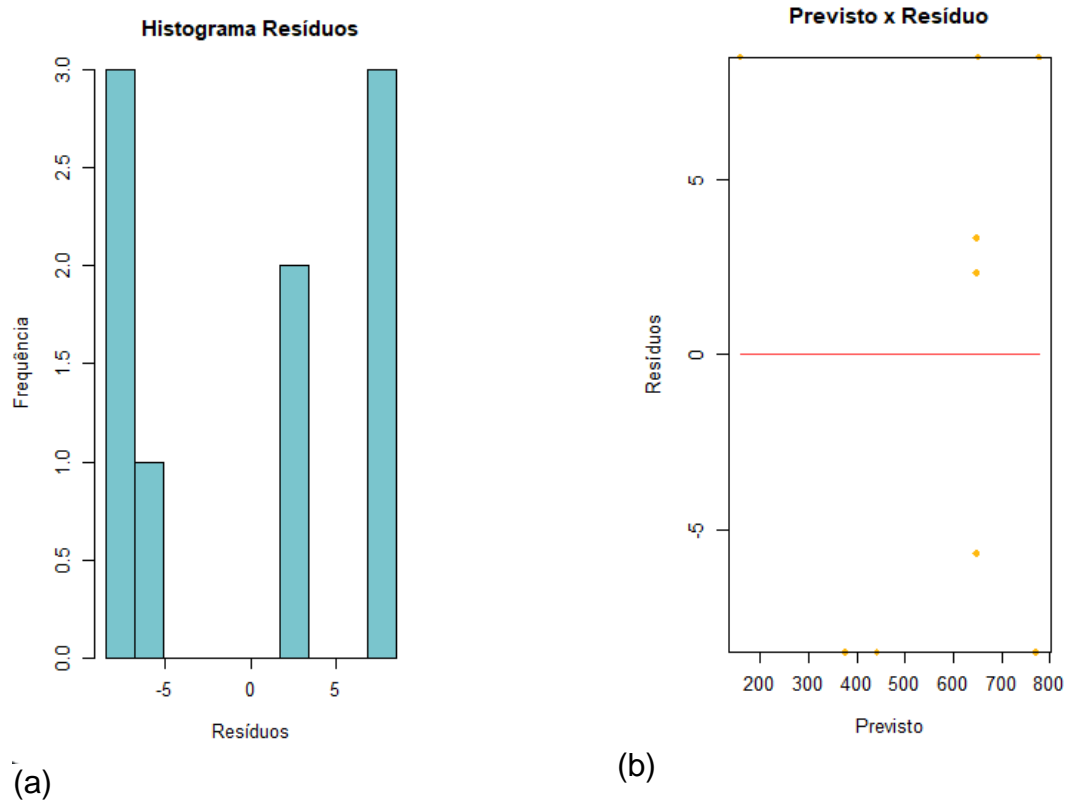 Histograma Resíduos
3.0
2.5
2.0
1.5
1.0
0.5
0.0
Frequência
-5 0 5
Resíduos
(a)
Previsto x Resíduo
5
0
-5
Resíduos
200 300 400 500 600 700 800
Previsto
(b)